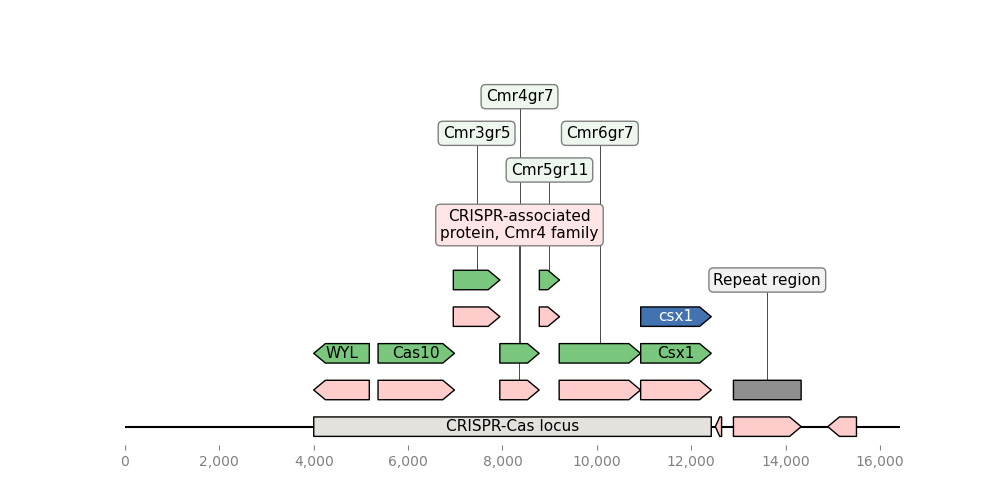 Cmr4gr7
Cmr3gr5
Cmr6gr7
Cmr5gr11
CRISPR-associated
protein, Cmr4 family
Repeat region
csx1
WYL
Cas10
Csx1
CRISPR-Cas locus
0
2,000
4,000
6,000
8,000
10,000
12,000
14,000
16,000